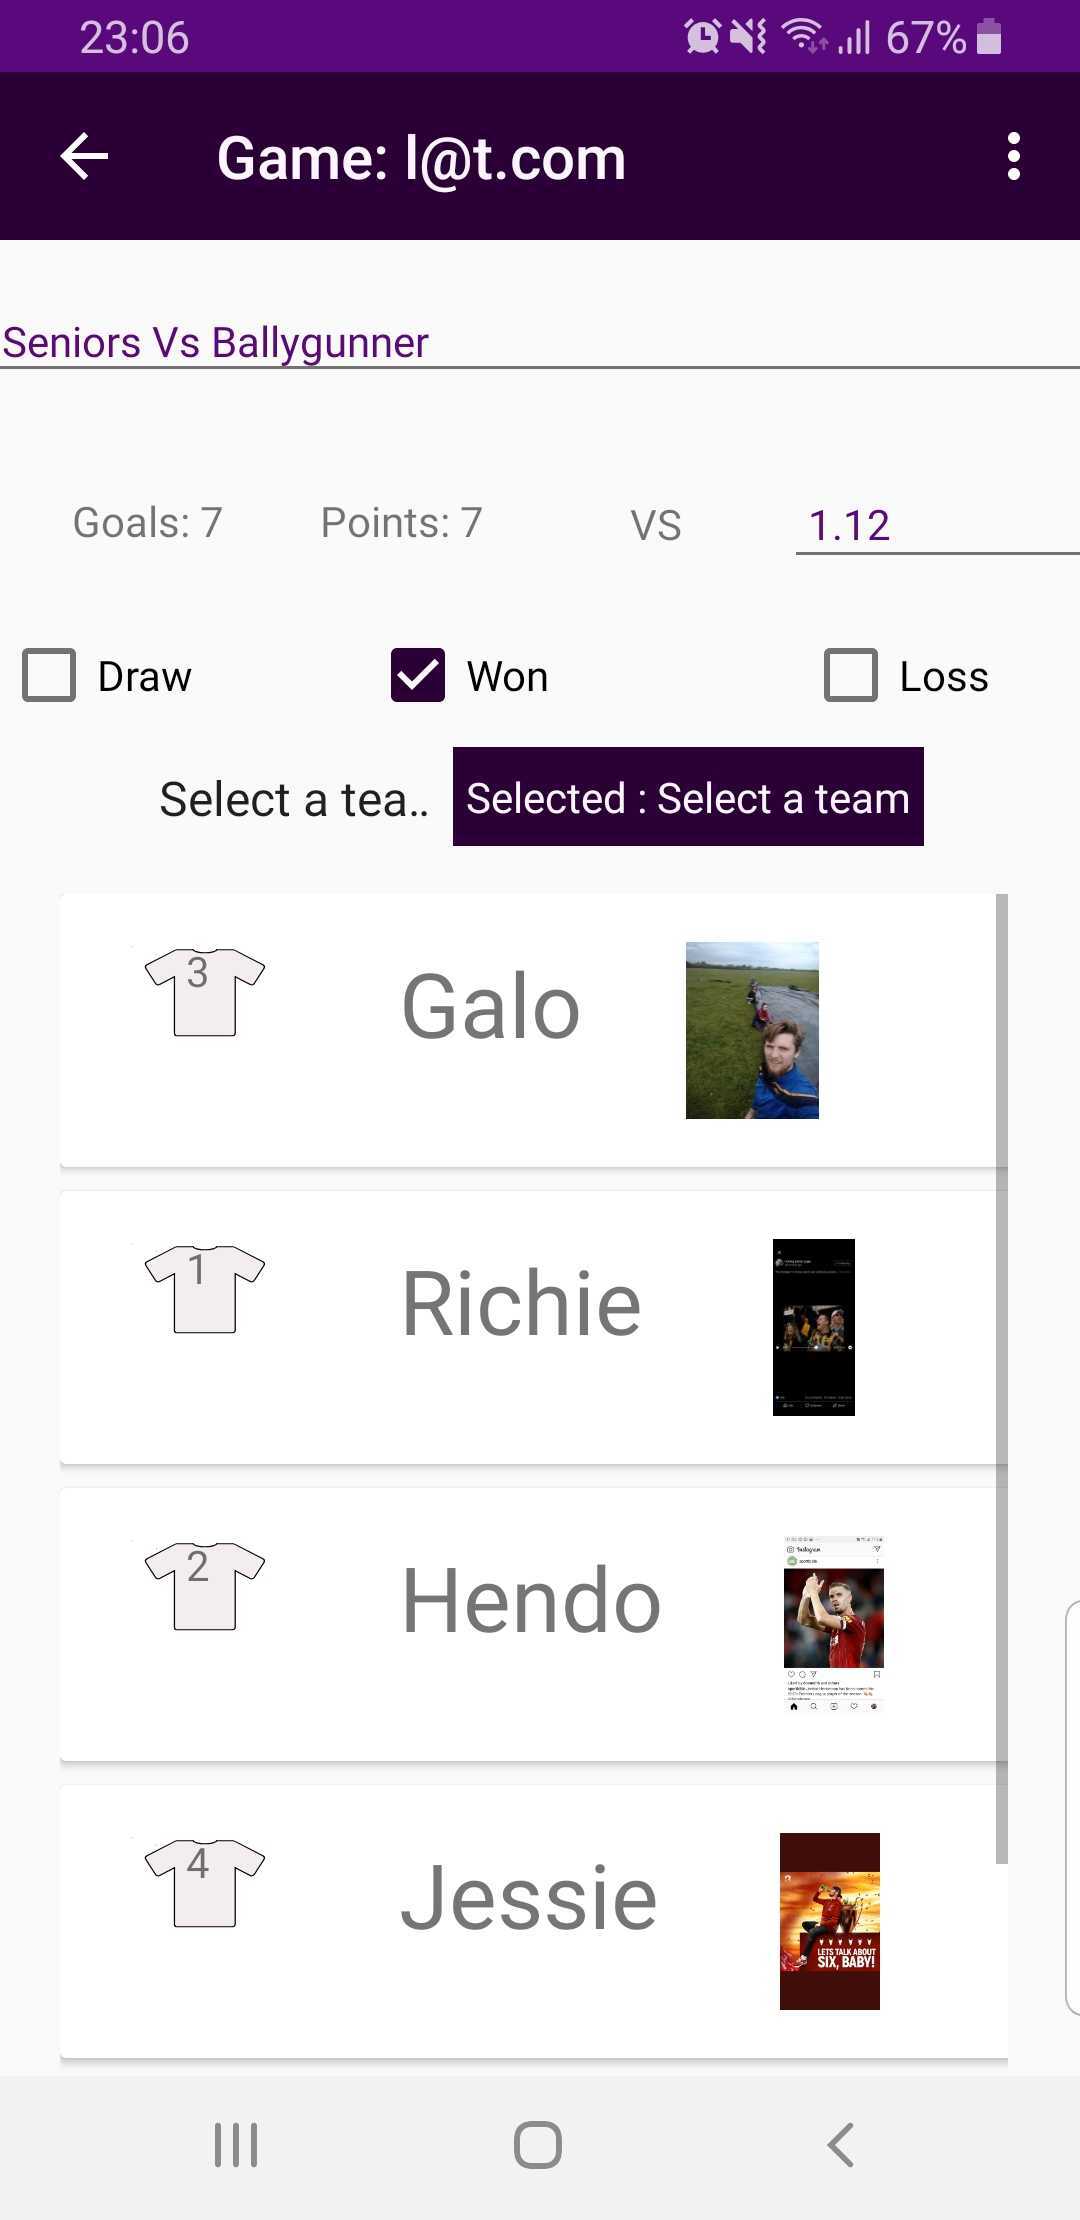 23:06 67%
Game: l@t.com
Seniors Vs Ballygunner
Goals: 7 Points: 7 VS 1.12
Draw Won Loss
Select a tea.. Selected : Select a team
3 Galo
1 Richie
2 Hendo
Instagram
4 Jessie
LETS TALK ABOUT
SIX, BABY!